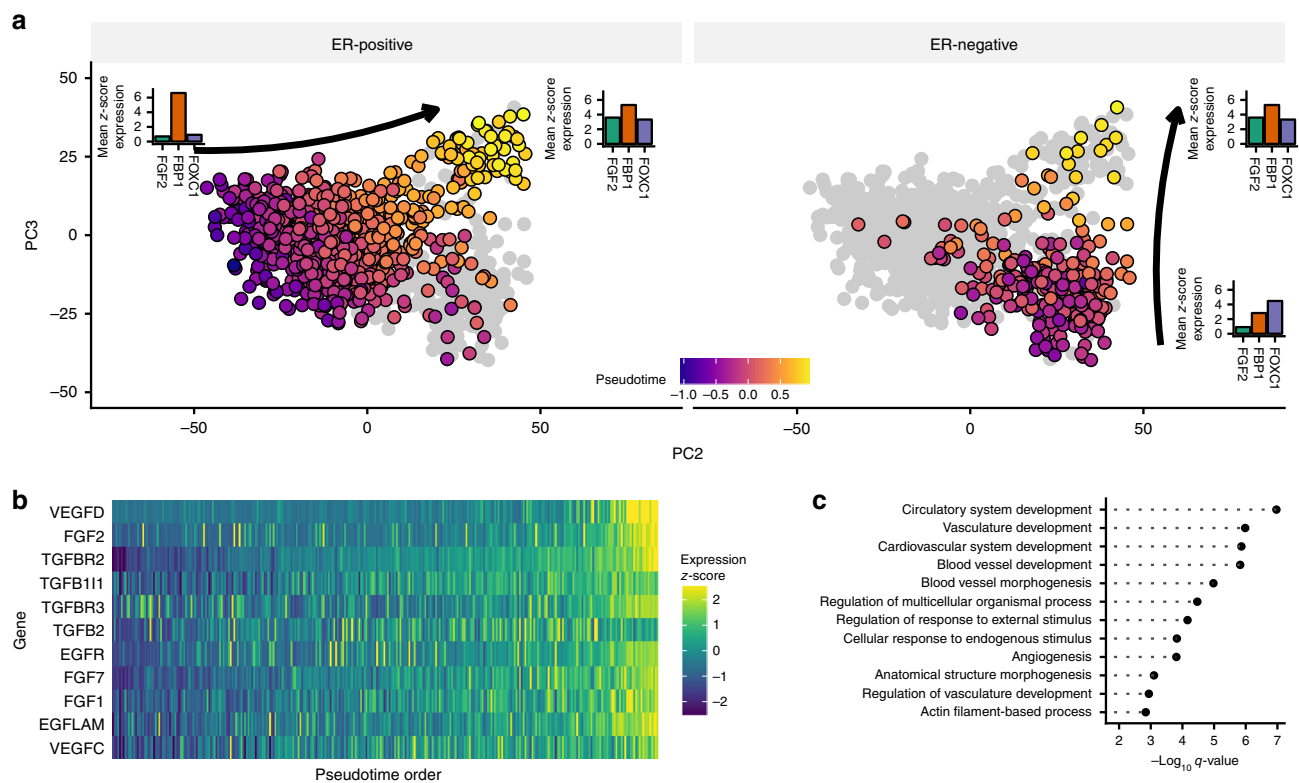 a
ER-positive
ER-negative
PC3
50
25
0
−25
−50
Mean z-score
expression
6
4
2
0
FGF2
FBP1
FOXC1
Mean z-score
expression
6
4
2
0
FGF2
FBP1
FOXC1
Mean z-score
expression
6
4
2
0
FGF2
FBP1
FOXC1
Mean z-score
expression
6
4
2
0
FGF2
FBP1
FOXC1
Pseudotime
−1.0 −0.5 0.0 0.5
−50 0 50
−50 0 50
PC2
b
Gene
VEGFD
FGF2
TGFBR2
TGFB1I1
TGFBR3
TGFB2
EGFR
FGF7
FGF1
EGFLAM
VEGFC
Pseudotime order
Expression
z-score
2
1
0
−1
−2
c
Circulatory system development
Vasculature development
Cardiovascular system development
Blood vessel development
Blood vessel morphogenesis
Regulation of multicellular organismal process
Regulation of response to external stimulus
Cellular response to endogenous stimulus
Angiogenesis
Anatomical structure morphogenesis
Regulation of vasculature development
Actin filament-based process
2 3 4 5 6 7
−Log10 q-value